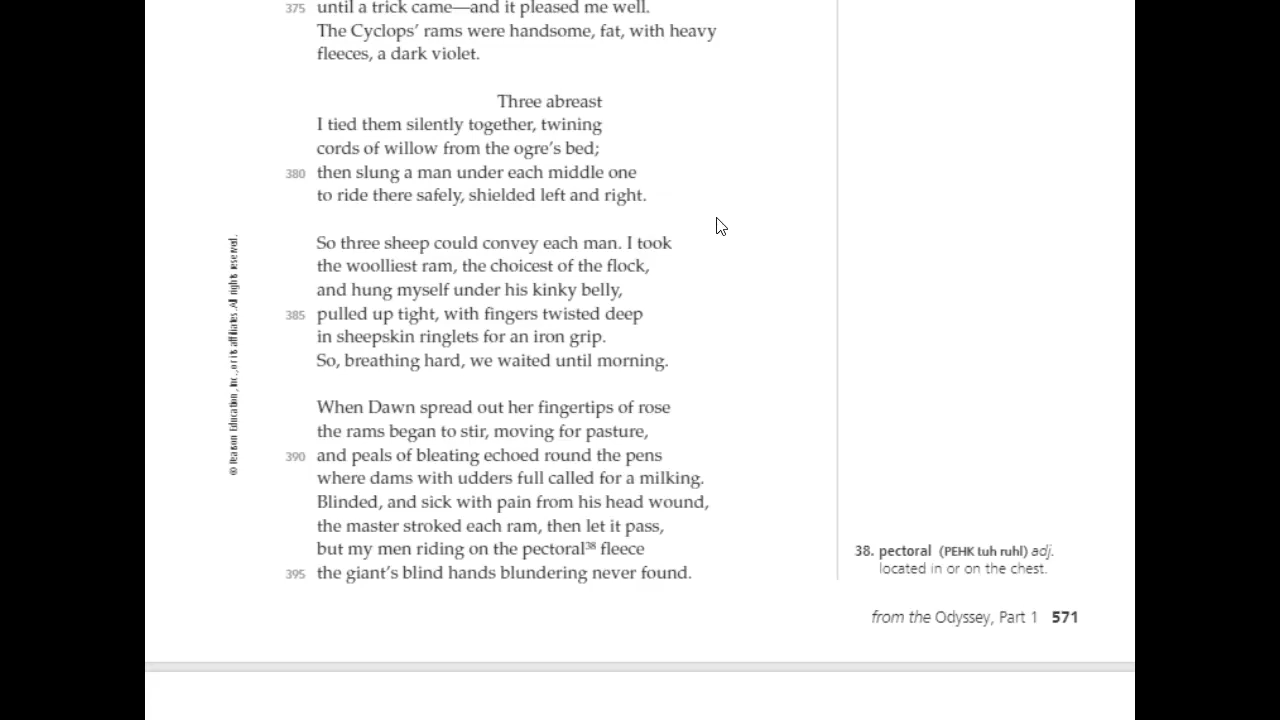 375 until a trick came—and it pleased me well.
The Cyclops’ rams were handsome, fat, with heavy
fleeces, a dark violet.
Three abreast
I tied them silently together, twining
cords of willow from the ogre’s bed;
380 then slung a man under each middle one
to ride there safely, shielded left and right.
So three sheep could convey each man. I took
the woolliest ram, the choicest of the flock,
and hung myself under his kinky belly,
385 pulled up tight, with fingers twisted deep
in sheepskin ringlets for an iron grip.
So, breathing hard, we waited until morning.
When Dawn spread out her fingertips of rose
the rams began to stir, moving for pasture,
390 and peals of bleating echoed round the pens
where dams with udders full called for a milking.
Blinded, and sick with pain from his head wound,
the master stroked each ram, then let it pass,
but my men riding on the pectoral³⁸ fleece
395 the giant’s blind hands blundering never found.
38. pectoral (PEHK tuh ruhl) adj.
located in or on the chest.
from the Odyssey, Part 1 571
© Pearson Education, Inc., or its affiliates. All rights reserved.